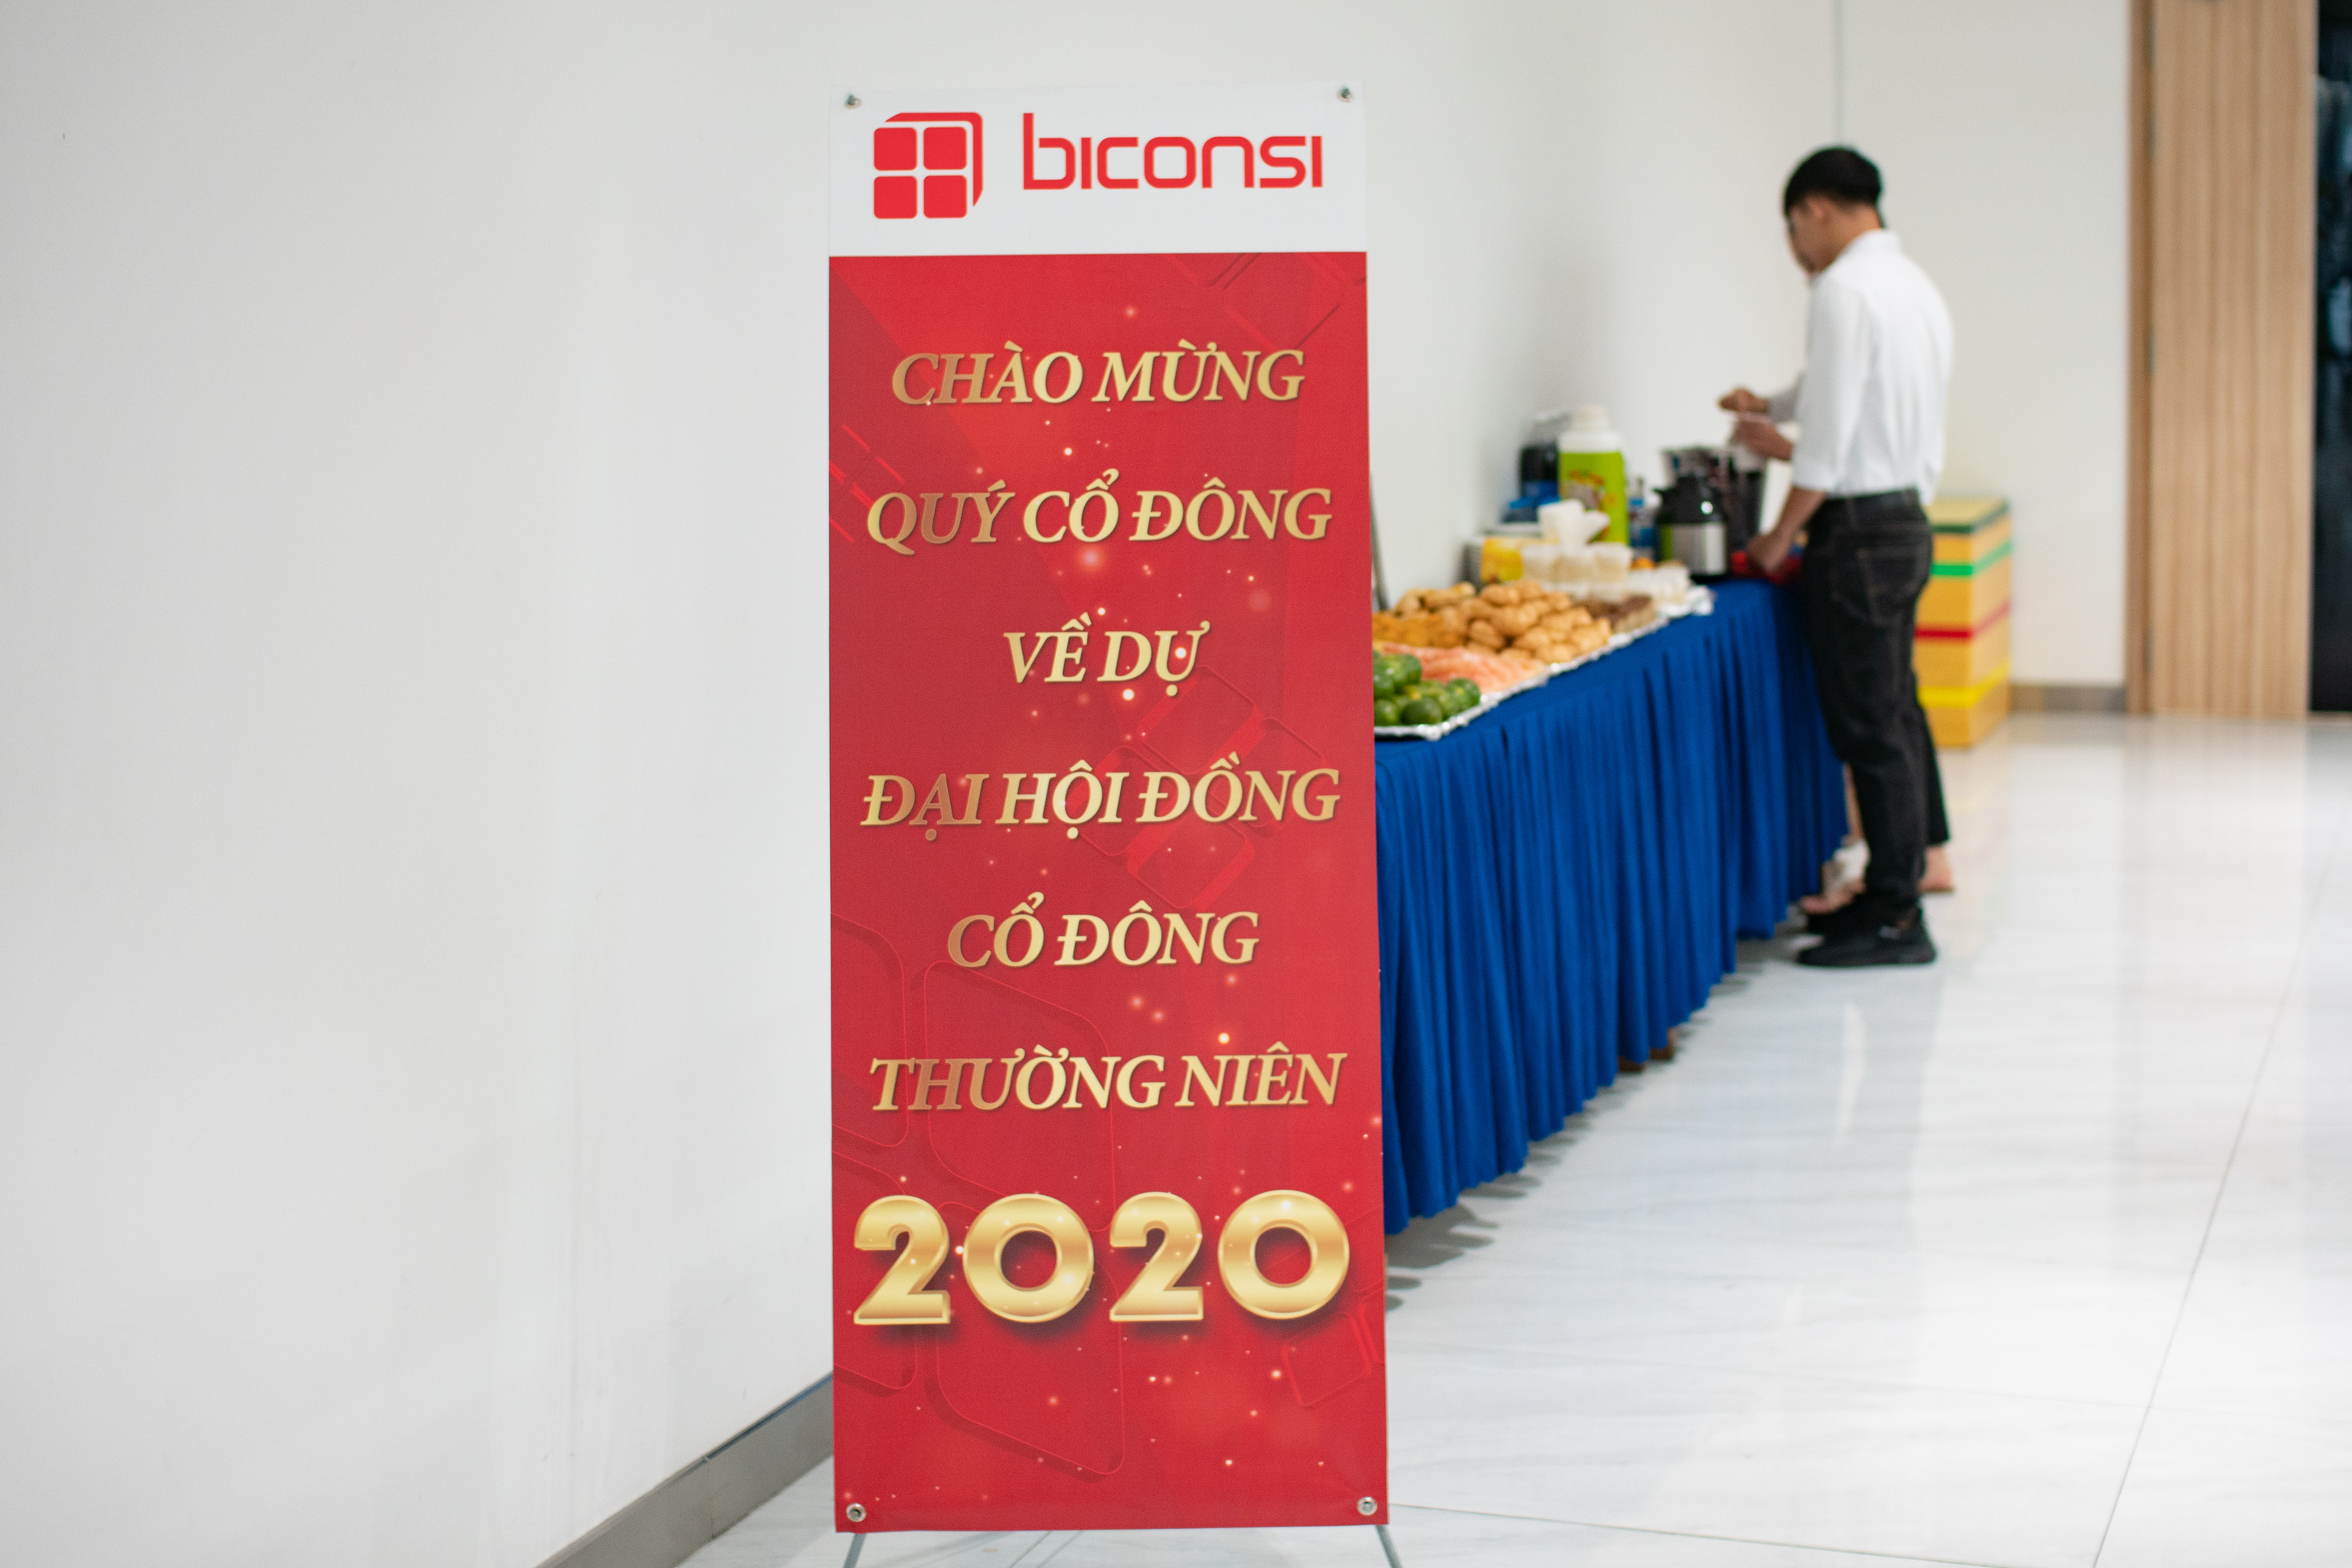 biconsi
CHÀO MỪNG
QUÝ CỔ ĐÔNG
VỀ DỰ
ĐẠI HỘI ĐỒNG
CỔ ĐÔNG
THƯỜNG NIÊN
2020